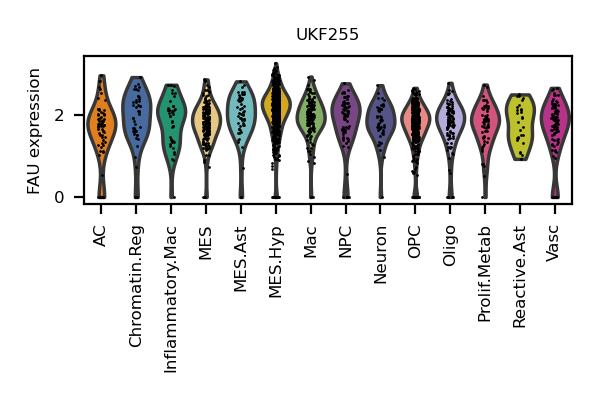 UKF255
FAU expression
2
0
AC
Chromatin.Reg
Inflammatory.Mac
MES
MES.Ast
MES.Hyp
Mac
NPC
Neuron
OPC
Oligo
Prolif.Metab
Reactive.Ast
Vasc